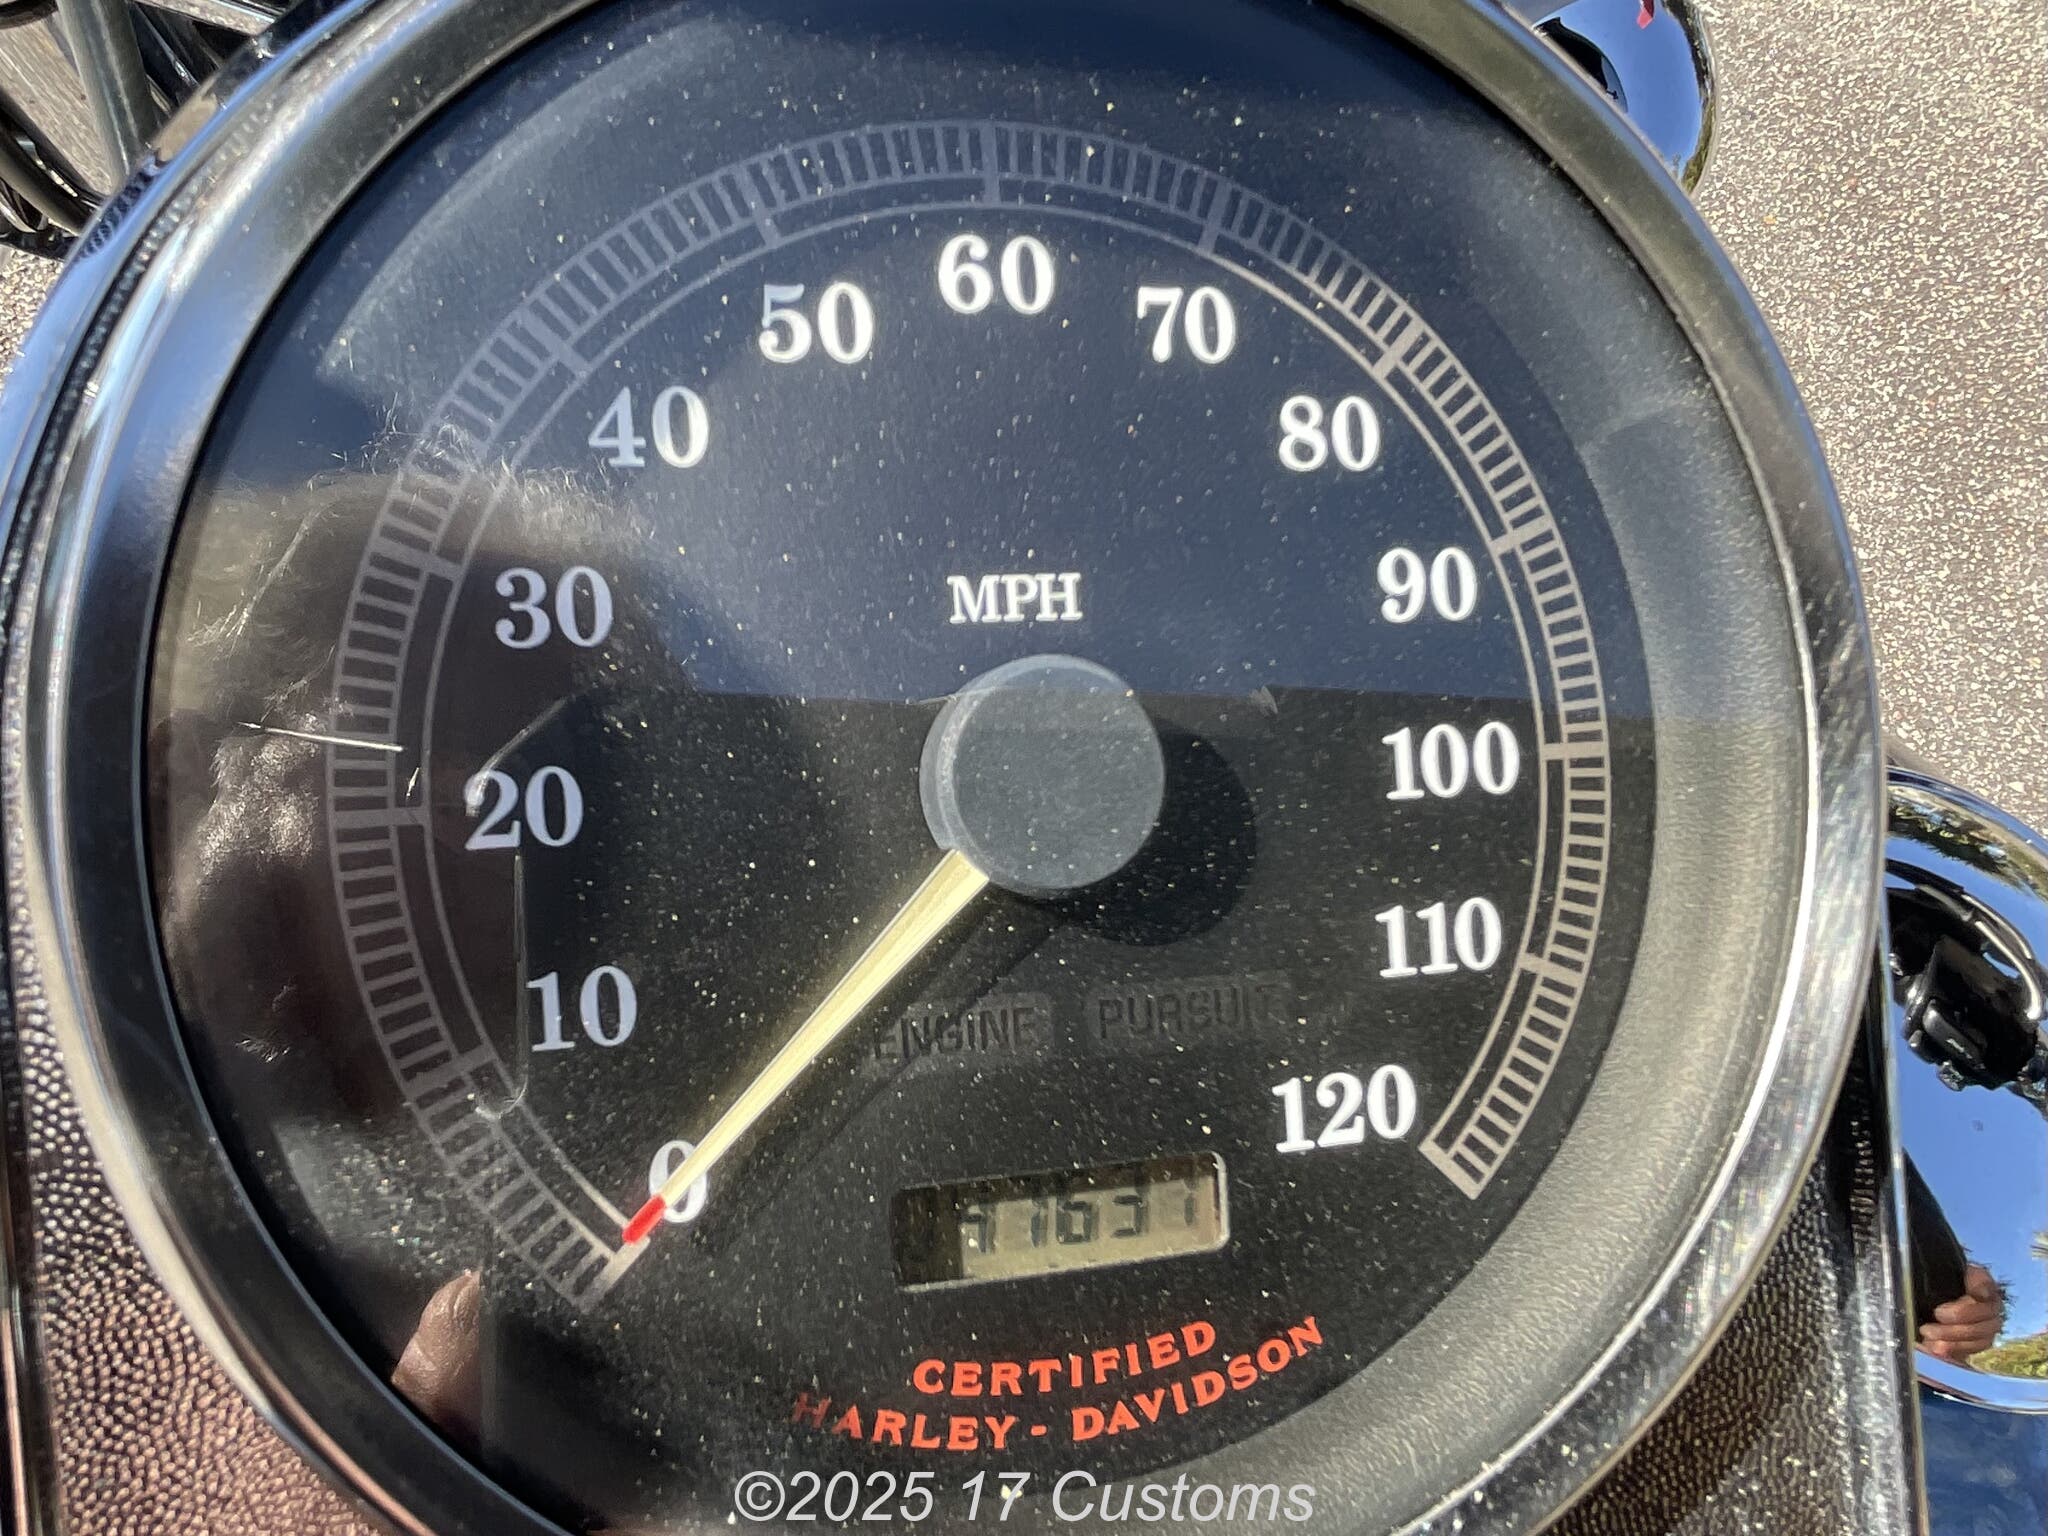 60
50 70
40 80
30 MPH 90
20 100
10 110
ENGINE PURSUIT
0 120
CERTIFIED
HARLEY - DAVIDSON
©2025 17 Customs